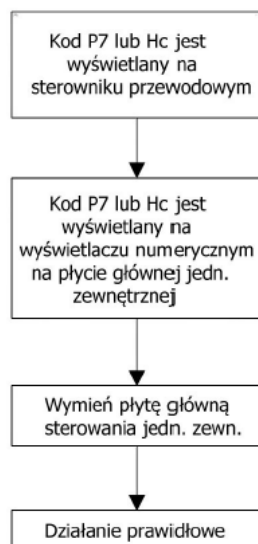 Kod P7 lub Hc jest
wyświetlany na
sterowniku przewodowym
Kod P7 lub Hc jest
wyświetlany na
wyświetlaczu numerycznym
na płycie głównej jedn.
zewnętrznej
Wymień płytę główną
sterowania jedn. zewn.
Działanie prawidłowe